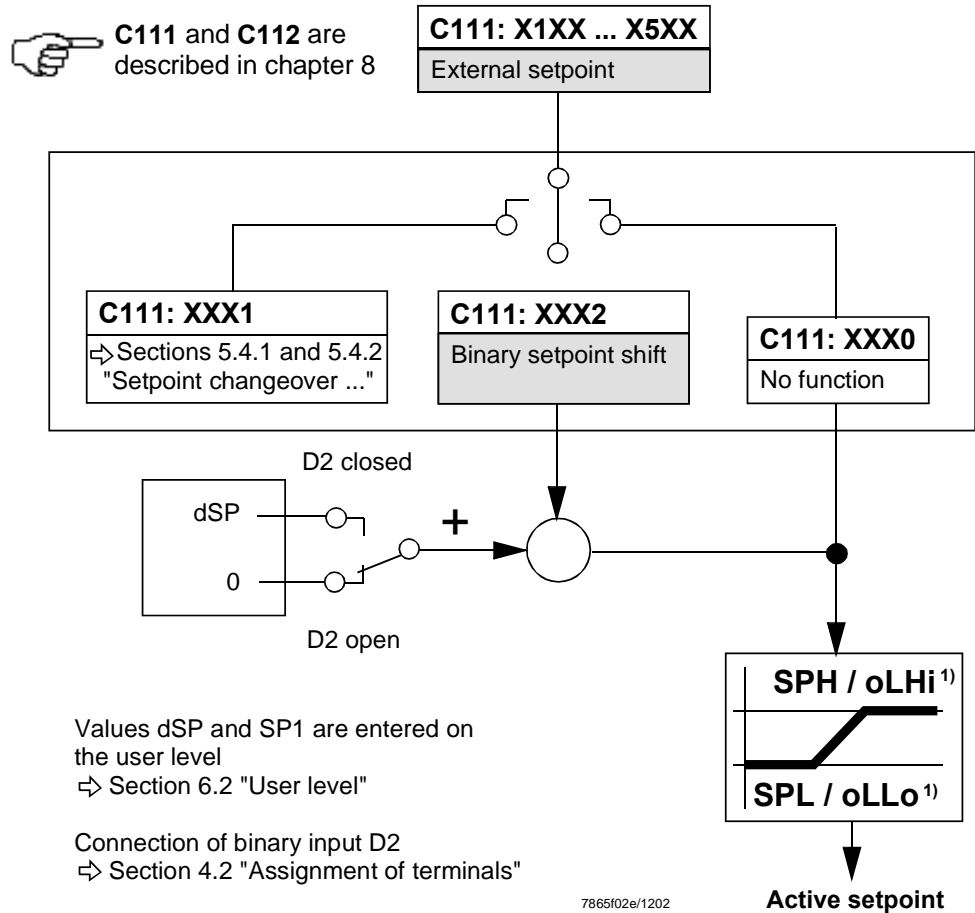 C111 and C112 are
described in chapter 8
C111: X1XX ... X5XX
External setpoint
C111: XXX1
⇨ Sections 5.4.1 and 5.4.2
"Setpoint changeover ..."
C111: XXX2
Binary setpoint shift
C111: XXX0
No function
D2 closed
dSP
+
0
D2 open
SPH / oLHi 1)
SPL / oLLo 1)
Values dSP and SP1 are entered on
the user level
⇨ Section 6.2 "User level"
Connection of binary input D2
⇨ Section 4.2 "Assignment of terminals"
7865f02e/1202
Active setpoint